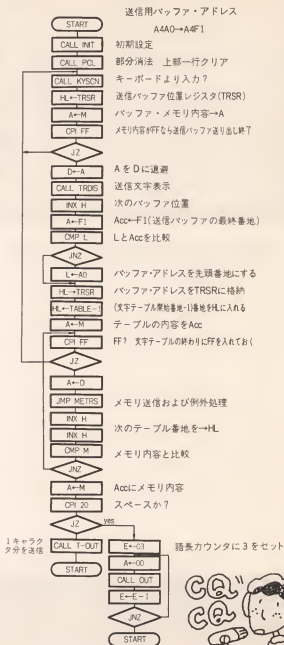 送信用バッファ・アドレス
A4A0→A4F1
START
CALL INIT 初期設定
CALL PCL 部分消法 上部一行クリア
CALL KYSCN キーボードより入力?
HL←TRSR 送信バッファ位置レジスタ(TRSR)
A←M バッファ・メモリ内容→A
CPI FF メモリ内容がFFなら送信バッファ送り出し終了
JZ
D←A AをDに退避
CALL TRDIS 送信文字表示
INX H 次のバッファ位置
A←F1 Acc←F1(送信バッファの最終番地)
CMP L LとAccを比較
JNZ
L←A0 バッファ・アドレスを先頭番地にする
HL→TRSR バッファ・アドレスをTRSRに格納
HL←TABLE-1 (文字テーブル開始番地-1)番地をHLに入れる
A←M テーブルの内容をAcc
CPI FF FF? 文字テーブルの終わりにFFを入れておく
JZ
A←D
JMP METRS メモリ送信および例外処理
INX H
INX H 次のテーブル番地を→HL
CMP M メモリ内容と比較
JNZ
A←M Accにメモリ内容
CPI 20 スペースか?
JZ yes
1キャラクタ分を送信 CALL T-OUT E←03 語長カウンタに3をセット
START A←00
CALL OUT
E←E-1
JNZ
START
CQ
CQ